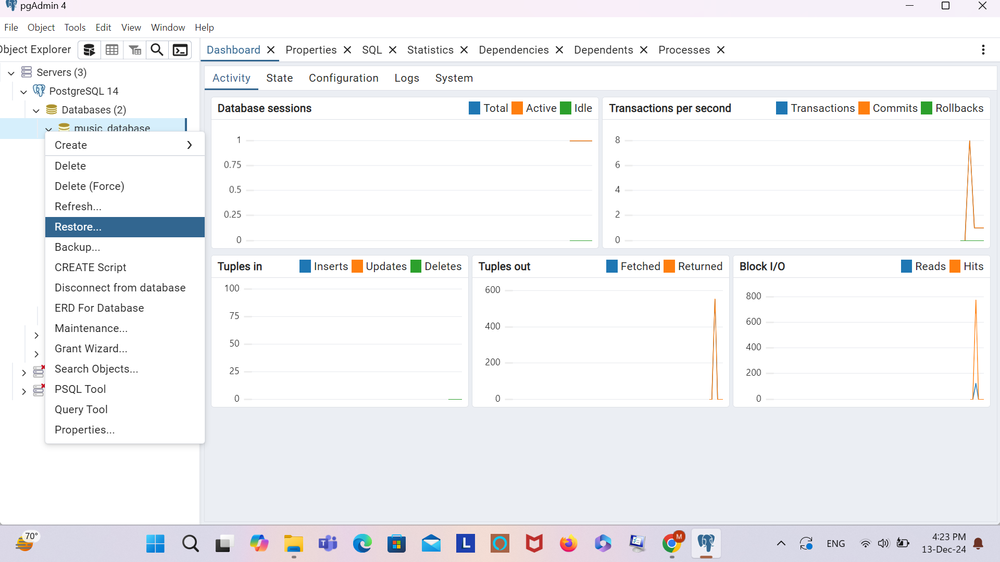 pgAdmin 4
File Object Tools Edit View Window Help
Object Explorer
Dashboard Properties SQL Statistics Dependencies Dependents Processes
Servers (3)
PostgreSQL 14
Databases (2)
music_database
Create
Delete
Delete (Force)
Refresh...
Restore...
Backup...
CREATE Script
Disconnect from database
ERD For Database
Maintenance...
Grant Wizard...
Search Objects...
PSQL Tool
Query Tool
Properties...
Activity State Configuration Logs System
Database sessions Total Active Idle
1
0.75
0.5
0.25
0
Transactions per second Transactions Commits Rollbacks
8
6
4
2
0
Tuples in Inserts Updates Deletes
100
75
50
25
0
Tuples out Fetched Returned
600
400
200
0
Block I/O Reads Hits
800
600
400
200
0
70°
T
L
M
ENG
4:23 PM
13-Dec-24